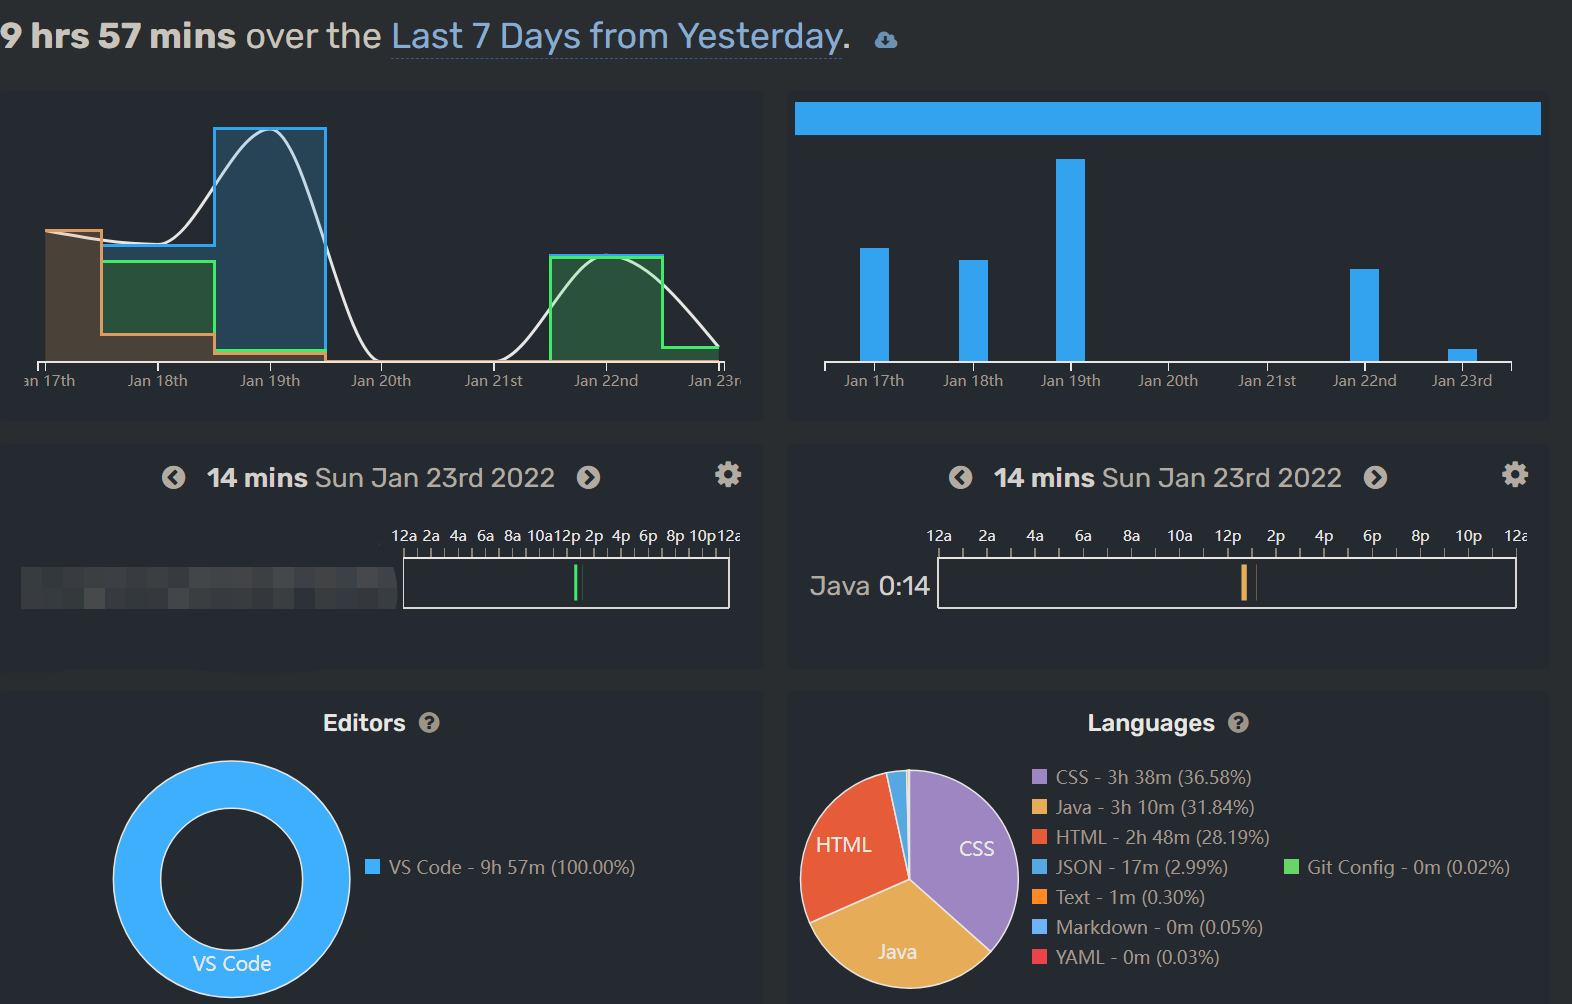 9 hrs 57 mins over the Last 7 Days from Yesterday.
an 17th Jan 18th Jan 19th Jan 20th Jan 21st Jan 22nd Jan 23r
Jan 17th Jan 18th Jan 19th Jan 20th Jan 21st Jan 22nd Jan 23rd
14 mins Sun Jan 23rd 2022
12a 2a 4a 6a 8a 10a 12p 2p 4p 6p 8p 10p 12a
14 mins Sun Jan 23rd 2022
12a 2a 4a 6a 8a 10a 12p 2p 4p 6p 8p 10p 12a
Java 0:14
Editors ?
VS Code
VS Code - 9h 57m (100.00%)
Languages ?
HTML
CSS
Java
CSS - 3h 38m (36.58%)
Java - 3h 10m (31.84%)
HTML - 2h 48m (28.19%)
JSON - 17m (2.99%)
Text - 1m (0.30%)
Markdown - 0m (0.05%)
YAML - 0m (0.03%)
Git Config - 0m (0.02%)